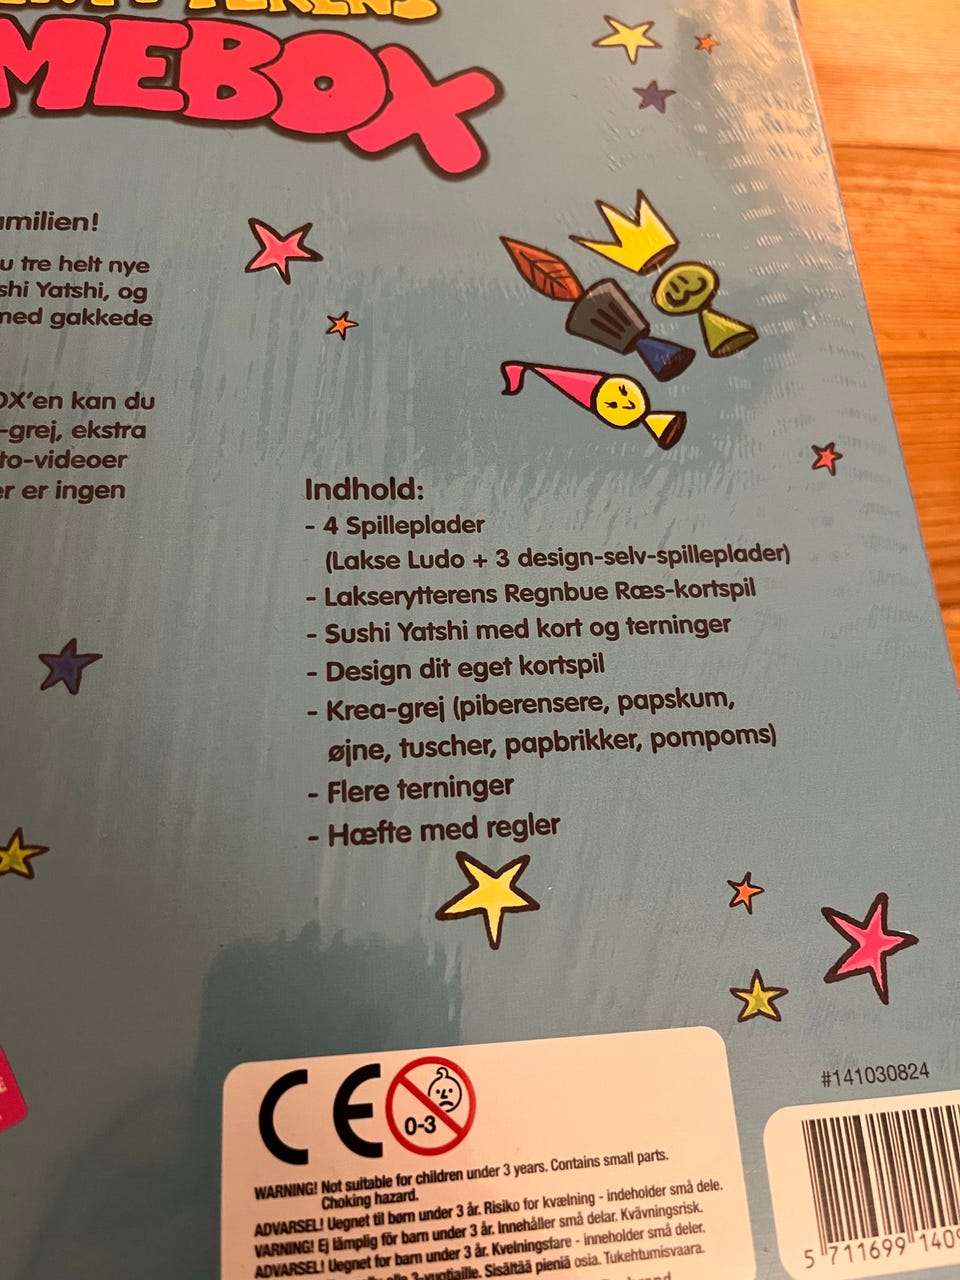 MEBOX
amilien!
u tre helt nye
shi Yatshi, og
med gakkede
OX'en kan du
-grej, ekstra
to-videoer
er er ingen
Indhold:
- 4 Spilleplader
(Lakse Ludo + 3 design-selv-spilleplader)
- Lakserytterens Regnbue Ræs-kortspil
- Sushi Yatshi med kort og terninger
- Design dit eget kortspil
- Krea-grej (piberensere, papskum,
øjne, tuscher, papbrikker, pompoms)
- Flere terninger
- Hæfte med regler
CE
0-3
WARNING! Not suitable for children under 3 years. Contains small parts.
Choking hazard.
ADVARSEL! Uegnet til børn under 3 år. Risiko for kvælning - indeholder små dele.
VARNING! Ej lämplig för barn under 3 år. Innehåller små delar. Kvävningsrisk.
ADVARSEL! Uegnet for barn under 3 år. Kvelningsfare - inneholder små deler.
3-vuotiaille. Sisältää pieniä osia. Tukehtumisvaara.
#141030824
5 711699 140